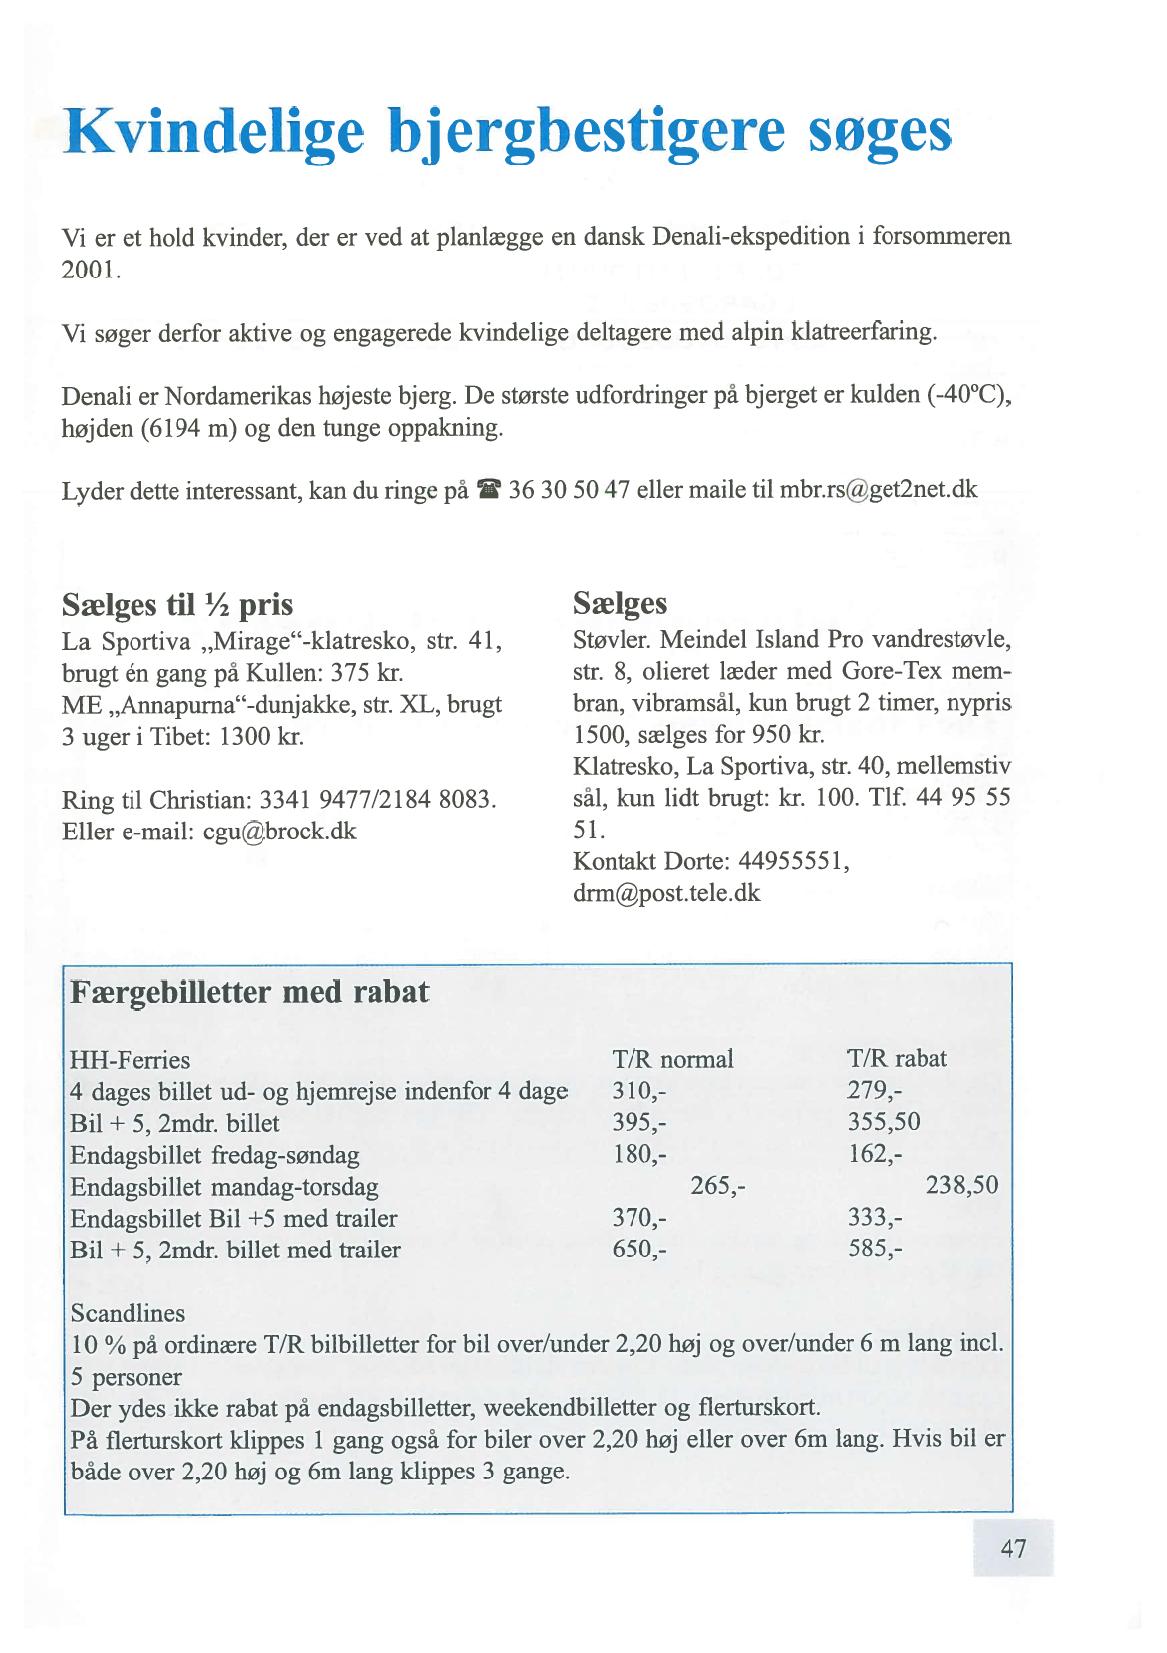 Kvindelige bjergbestigere søges
Vi er et hold kvinder, der er ved at planlægge en dansk Denali-ekspedition i forsommeren
2001.
Vi søger derfor aktive og engagerede kvindelige deltagere med alpin klatreerfaring.
Denali er Nordamerikas højeste bjerg. De største udfordringer på bjerget er kulden (-40ºC),
højden (6194 m) og den tunge oppakning.
Lyder dette interessant, kan du ringe på ☎ 36 30 50 47 eller maile til mbr.rs@get2net.dk
Sælges til ½ pris
La Sportiva „Mirage“-klatresko, str. 41,
brugt én gang på Kullen: 375 kr.
ME „Annapurna“-dunjakke, str. XL, brugt
3 uger i Tibet: 1300 kr.
Ring til Christian: 3341 9477/2184 8083.
Eller e-mail: cgu@brock.dk
Sælges
Støvler. Meindel Island Pro vandrestøvle,
str. 8, olieret læder med Gore-Tex mem-
bran, vibramsål, kun brugt 2 timer, nypris
1500, sælges for 950 kr.
Klatresko, La Sportiva, str. 40, mellemstiv
sål, kun lidt brugt: kr. 100. Tlf. 44 95 55
51.
Kontakt Dorte: 44955551,
drm@post.tele.dk
Færgebilletter med rabat
HH-Ferries T/R normal T/R rabat
4 dages billet ud- og hjemrejse indenfor 4 dage 310,- 279,-
Bil + 5, 2mdr. billet 395,- 355,50
Endagsbillet fredag-søndag 180,- 162,-
Endagsbillet mandag-torsdag 265,- 238,50
Endagsbillet Bil +5 med trailer 370,- 333,-
Bil + 5, 2mdr. billet med trailer 650,- 585,-
Scandlines
10 % på ordinære T/R bilbilletter for bil over/under 2,20 høj og over/under 6 m lang incl.
5 personer
Der ydes ikke rabat på endagsbilletter, weekendbilletter og flerturskort.
På flerturskort klippes 1 gang også for biler over 2,20 høj eller over 6m lang. Hvis bil er
både over 2,20 høj og 6m lang klippes 3 gange.
47